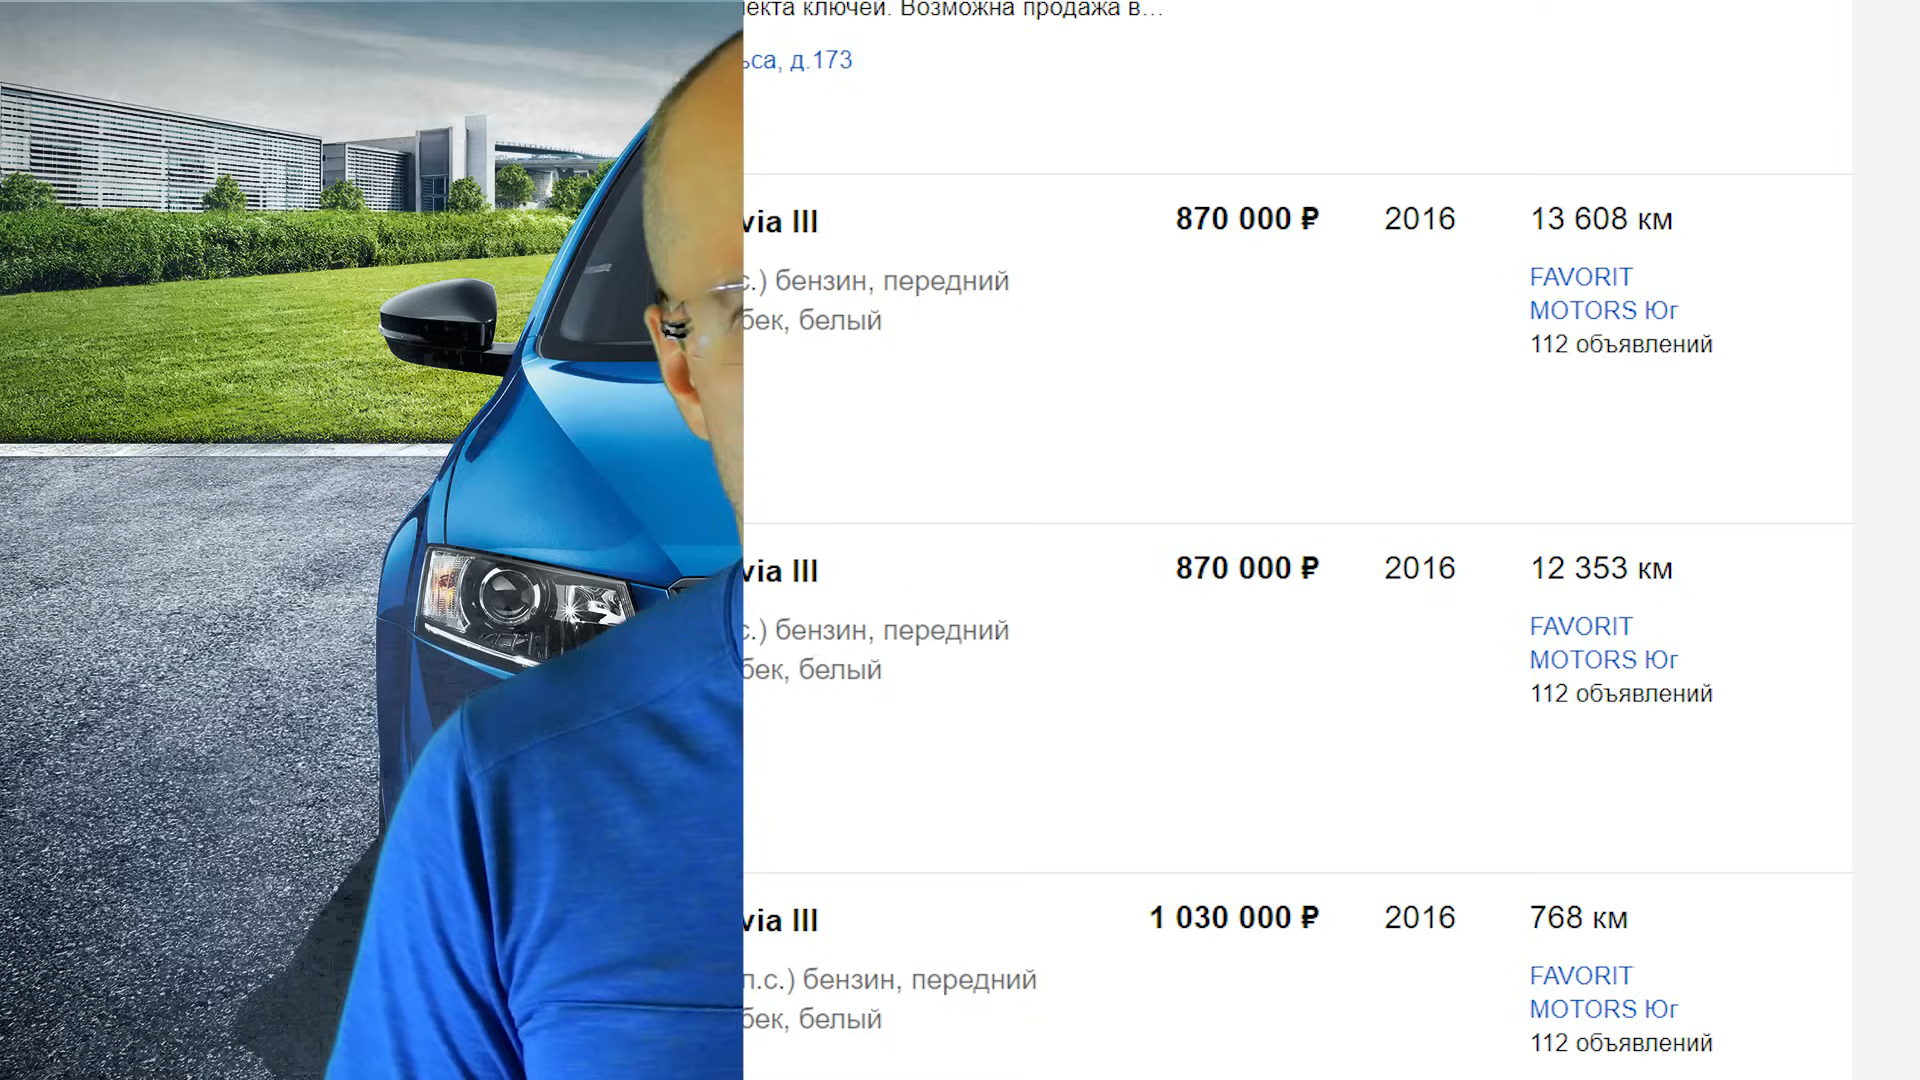 лекта ключей. Возможна продажа в...
ьса, д.173
via III
870 000 ₽
2016
13 608 км
с.) бензин, передний
бек, белый
FAVORIT
MOTORS Юг
112 объявлений
via III
870 000 ₽
2016
12 353 км
с.) бензин, передний
бек, белый
FAVORIT
MOTORS Юг
112 объявлений
via III
1 030 000 ₽
2016
768 км
л.с.) бензин, передний
бек, белый
FAVORIT
MOTORS Юг
112 объявлений